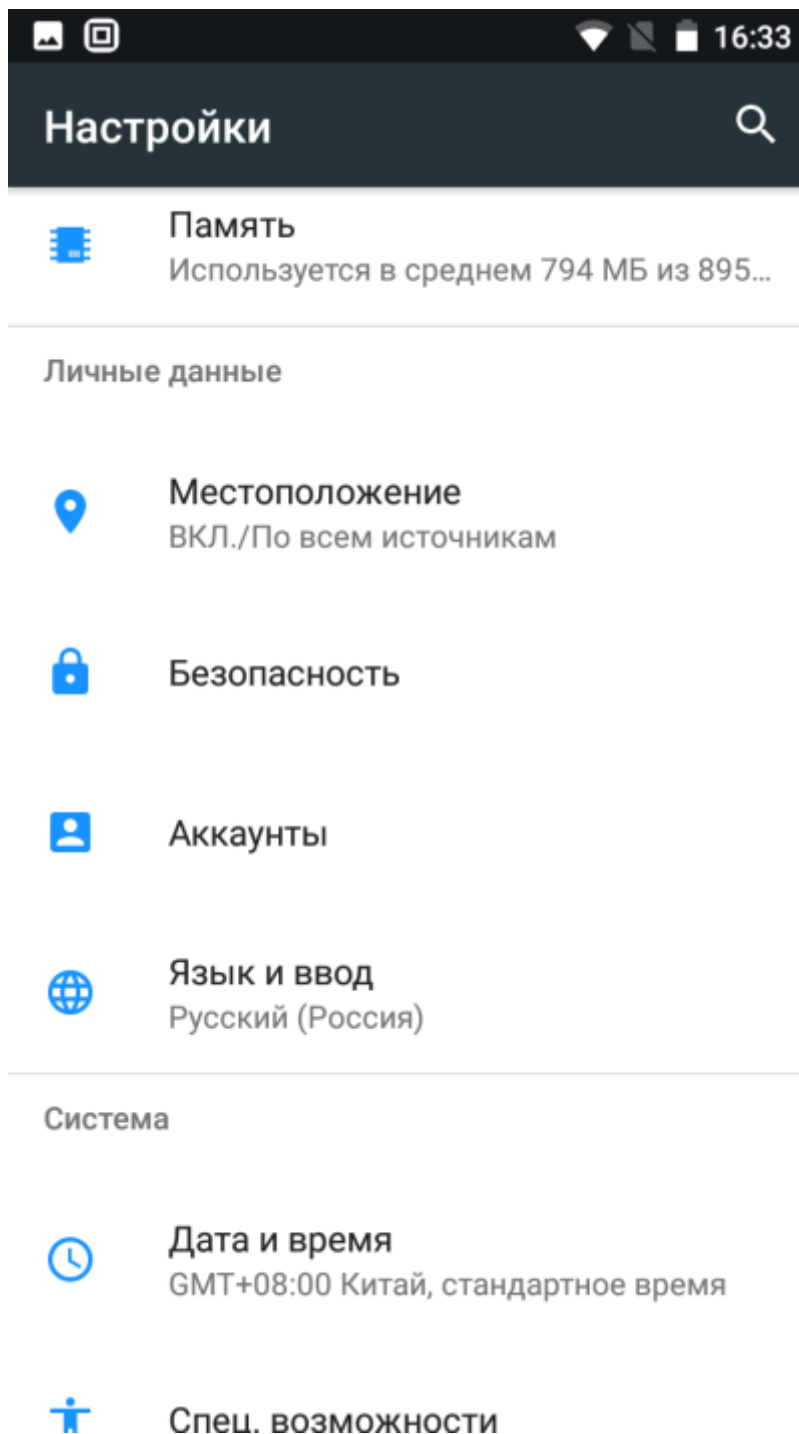 16:33
Настройки
Память
Используется в среднем 794 МБ из 895...
Личные данные
Местоположение
ВКЛ./По всем источникам
Безопасность
Аккаунты
Язык и ввод
Русский (Россия)
Система
Дата и время
GMT+08:00 Китай, стандартное время
Спец. возможности